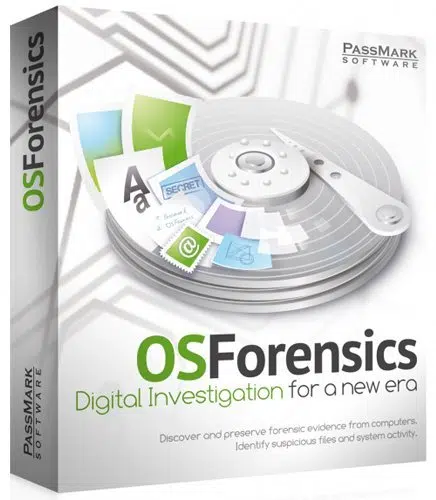 PASSMARK
SOFTWARE
OSForensics
A
a
SECRET
@
OSForensics
Digital Investigation for a new era
Discover and preserve forensic evidence from computers.
Identify suspicious files and system activity.
PASSMARK
SOFTWARE